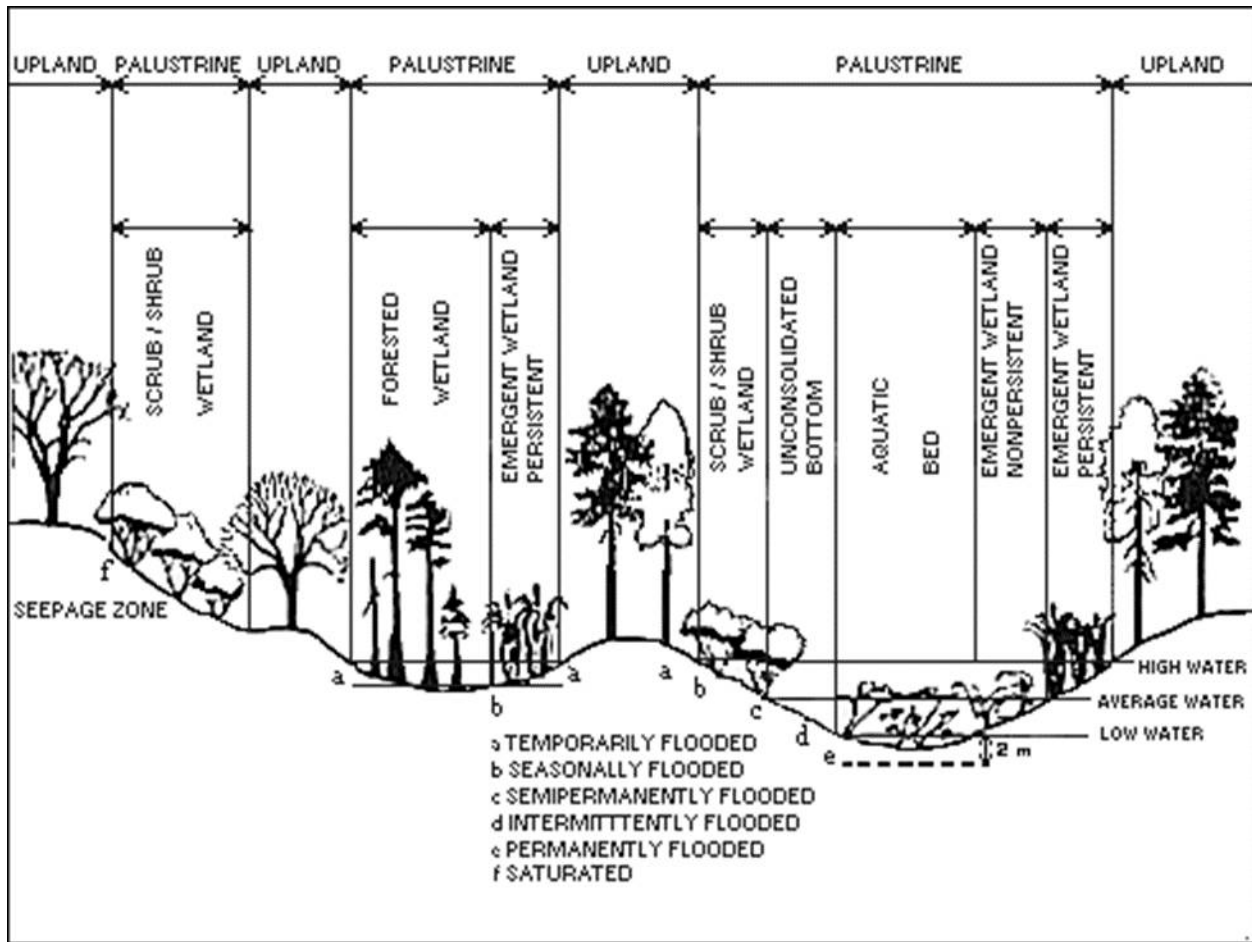 UPLAND PALUSTRINE UPLAND PALUSTRINE UPLAND PALUSTRINE UPLAND
SCRUB / SHRUB
WETLAND
FORESTED
WETLAND
EMERGENT WETLAND
PERSISTENT
SCRUB / SHRUB
WETLAND
UNCONSOLIDATED
BOTTOM
AQUATIC
BED
EMERGENT WETLAND
NONPERSISTENT
EMERGENT WETLAND
PERSISTENT
f
SEEPAGE ZONE
a
b
a
a
b
c
d
e
HIGH WATER
AVERAGE WATER
LOW WATER
2 m
a TEMPORARILY FLOODED
b SEASONALLY FLOODED
c SEMIPERMANENTLY FLOODED
d INTERMITTTENTLY FLOODED
e PERMANENTLY FLOODED
f SATURATED